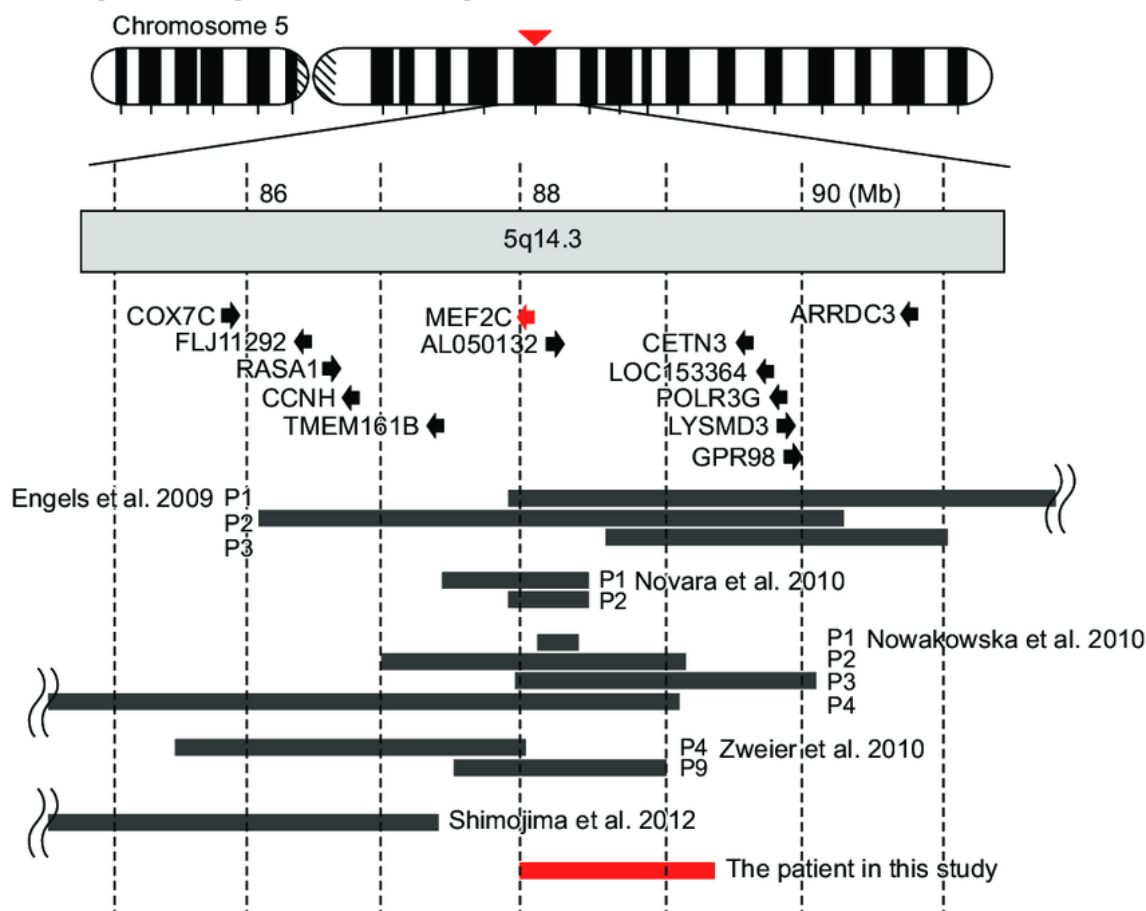 Chromosome 5
86 88 90 (Mb)
5q14.3
COX7C MEF2C ARRDC3
FLJ11292 AL050132 CETN3
RASA1 LOC153364
CCNH POLR3G
TMEM161B LYSMD3
GPR98
Engels et al. 2009 P1
P2
P3
P1 Novara et al. 2010
P2
P1 Nowakowska et al. 2010
P2
P3
P4
P4 Zweier et al. 2010
P9
Shimojima et al. 2012
The patient in this study